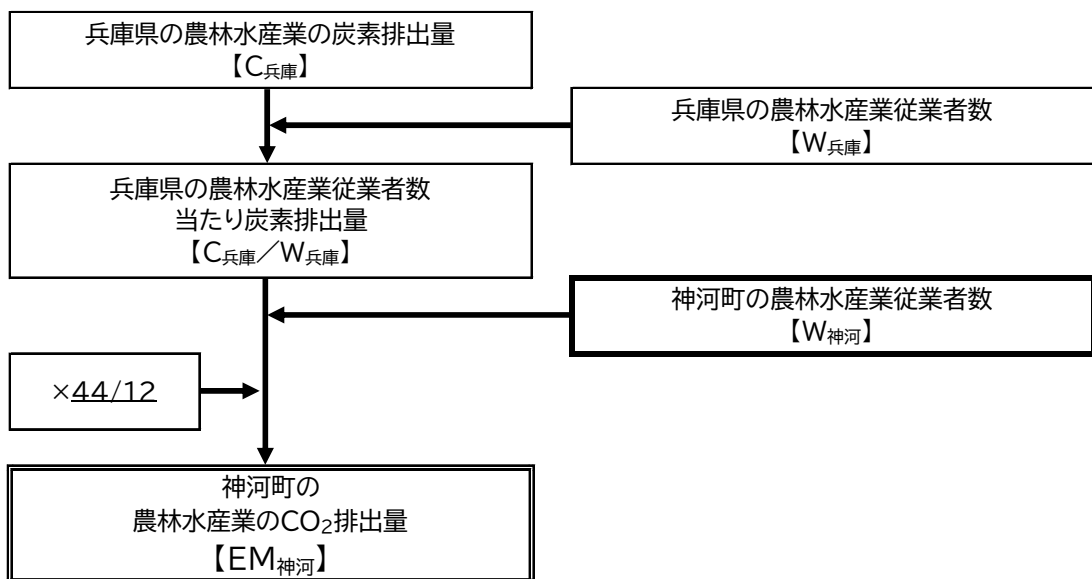 兵庫県の農林水産業の炭素排出量
【C兵庫】
兵庫県の農林水産業従業者数
【W兵庫】
兵庫県の農林水産業従業者数
当たり炭素排出量
【C兵庫／W兵庫】
神河町の農林水産業従業者数
【W神河】
×44/12
神河町の
農林水産業のCO₂排出量
【EM神河】